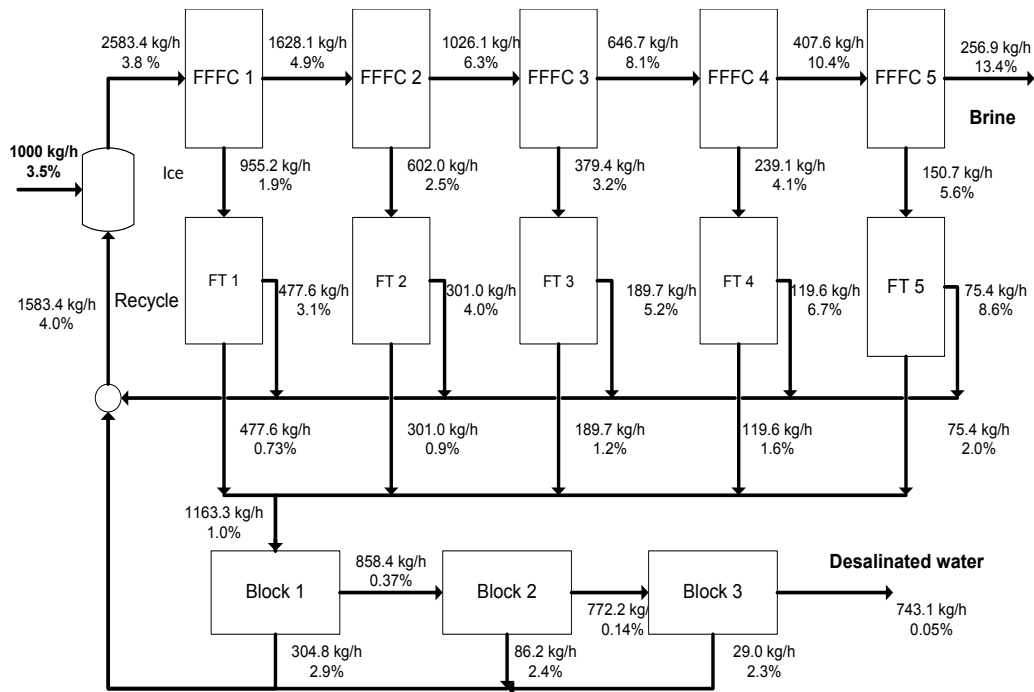 2583.4 kg/h
3.8 %
FFFC 1
1628.1 kg/h
4.9%
FFFC 2
1026.1 kg/h
6.3%
FFFC 3
646.7 kg/h
8.1%
FFFC 4
407.6 kg/h
10.4%
FFFC 5
256.9 kg/h
13.4%
Brine
1000 kg/h
3.5%
Ice
955.2 kg/h
1.9%
602.0 kg/h
2.5%
379.4 kg/h
3.2%
239.1 kg/h
4.1%
150.7 kg/h
5.6%
1583.4 kg/h
4.0%
Recycle
FT 1
477.6 kg/h
3.1%
FT 2
301.0 kg/h
4.0%
FT 3
189.7 kg/h
5.2%
FT 4
119.6 kg/h
6.7%
FT 5
75.4 kg/h
8.6%
477.6 kg/h
0.73%
301.0 kg/h
0.9%
189.7 kg/h
1.2%
119.6 kg/h
1.6%
75.4 kg/h
2.0%
1163.3 kg/h
1.0%
Block 1
858.4 kg/h
0.37%
Block 2
772.2 kg/
0.14%
Block 3
Desalinated water
743.1 kg/h
0.05%
304.8 kg/h
2.9%
86.2 kg/h
2.4%
29.0 kg/h
2.3%